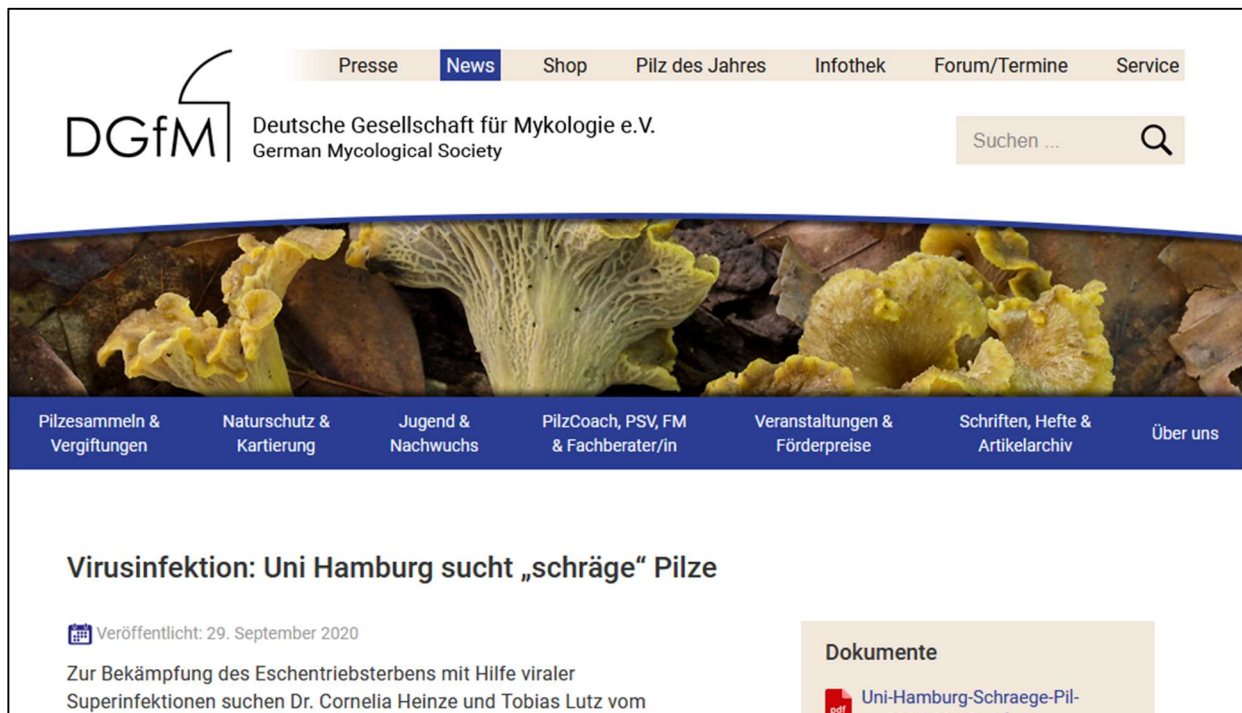 Presse News Shop Pilz des Jahres Infothek Forum/Termine Service
DGfM
Deutsche Gesellschaft für Mykologie e.V.
German Mycological Society
Suchen ...
Pilzesammeln &
Vergiftungen
Naturschutz &
Kartierung
Jugend &
Nachwuchs
PilzCoach, PSV, FM
& Fachberater/in
Veranstaltungen &
Förderpreise
Schriften, Hefte &
Artikelarchiv
Über uns
Virusinfektion: Uni Hamburg sucht „schräge“ Pilze
Veröffentlicht: 29. September 2020
Zur Bekämpfung des Eschentriebsterbens mit Hilfe viraler
Superinfektionen suchen Dr. Cornelia Heinze und Tobias Lutz vom
Dokumente
pdf
Uni-Hamburg-Schraege-Pil-